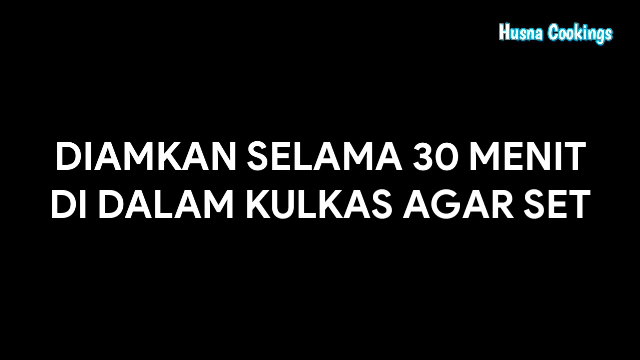 Husna Cookings
DIAMKAN SELAMA 30 MENIT
DI DALAM KULKAS AGAR SET